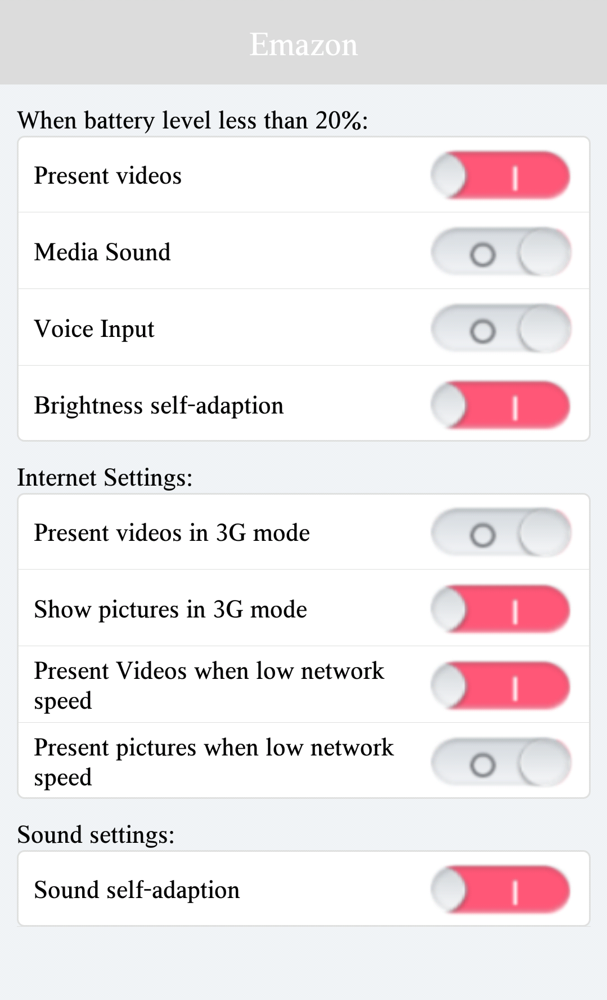 Emazon
When battery level less than 20%:
Present videos
Media Sound
Voice Input
Brightness self-adaption
Internet Settings:
Present videos in 3G mode
Show pictures in 3G mode
Present Videos when low network
speed
Present pictures when low network
speed
Sound settings:
Sound self-adaption